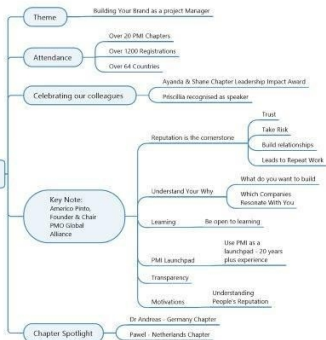 Theme
Building Your Brand as a project Manager
Attendance
Over 20 PMI Chapters
Over 1200 Registrations
Over 64 Countries
Celebrating our colleagues
Ayanda & Shane Chapter Leadership Impact Award
Priscillia recognised as speaker
Key Note:
Americo Pinto,
Founder & Chair
PMO Global
Alliance
Reputation is the cornerstone
Trust
Take Risk
Build relationships
Leads to Repeat Work
Understand Your Why
What do you want to build
Which Companies
Resonate With You
Learning
Be open to learning
PMI Launchpad
Use PMI as a
launchpad - 20 years
plus experience
Transparency
Motivations
Understanding
People's Reputation
Chapter Spotlight
Dr Andreas - Germany Chapter
Pawel - Netherlands Chapter